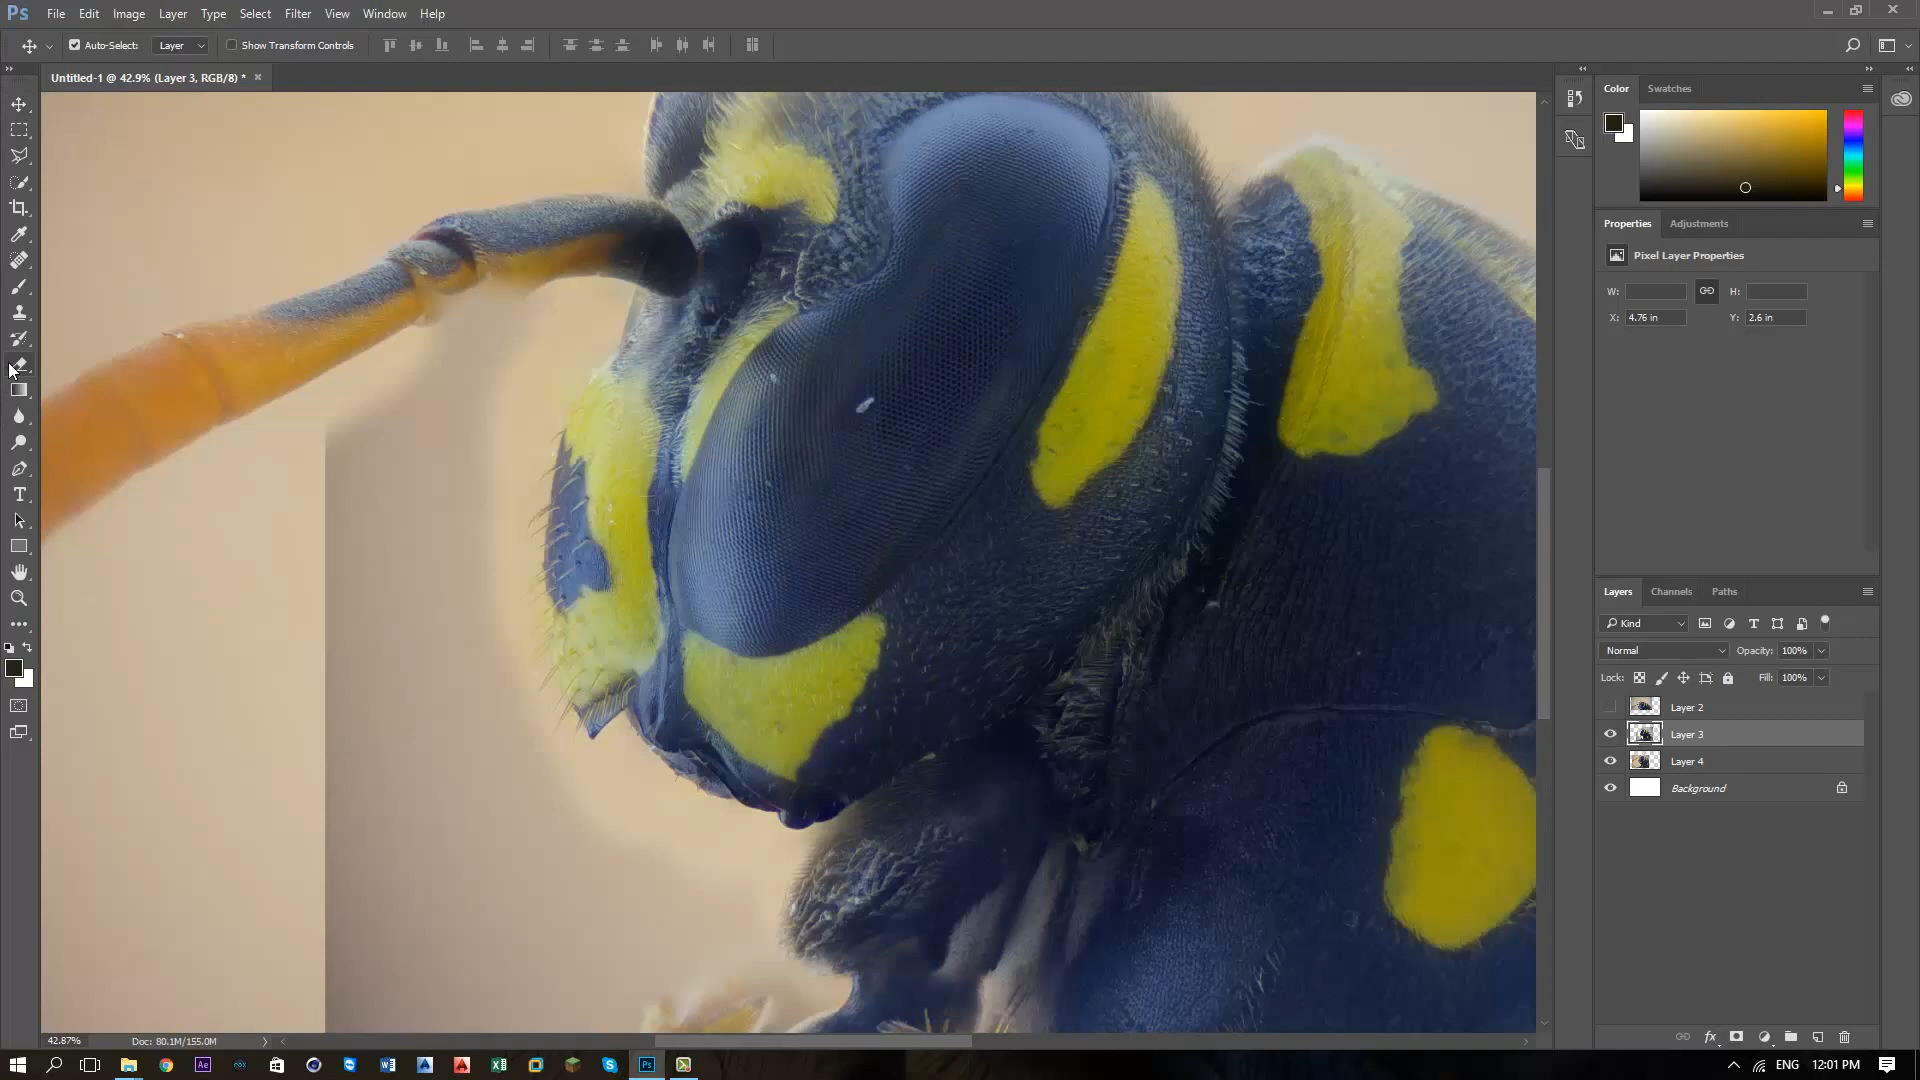 Ps File Edit Image Layer Type Select Filter View Window Help
Auto-Select: Layer Show Transform Controls
Untitled-1 @ 42.9% (Layer 3, RGB/8) * ×
Color Swatches
Properties Adjustments
Pixel Layer Properties
W: H:
X: 4.76 in Y: 2.6 in
Layers Channels Paths
Kind
Normal Opacity: 100%
Lock: Fill: 100%
Layer 2
Layer 3
Layer 4
Background
42.87% Doc: 80.1M/155.0M
Ae Ps ENG 12:01 PM